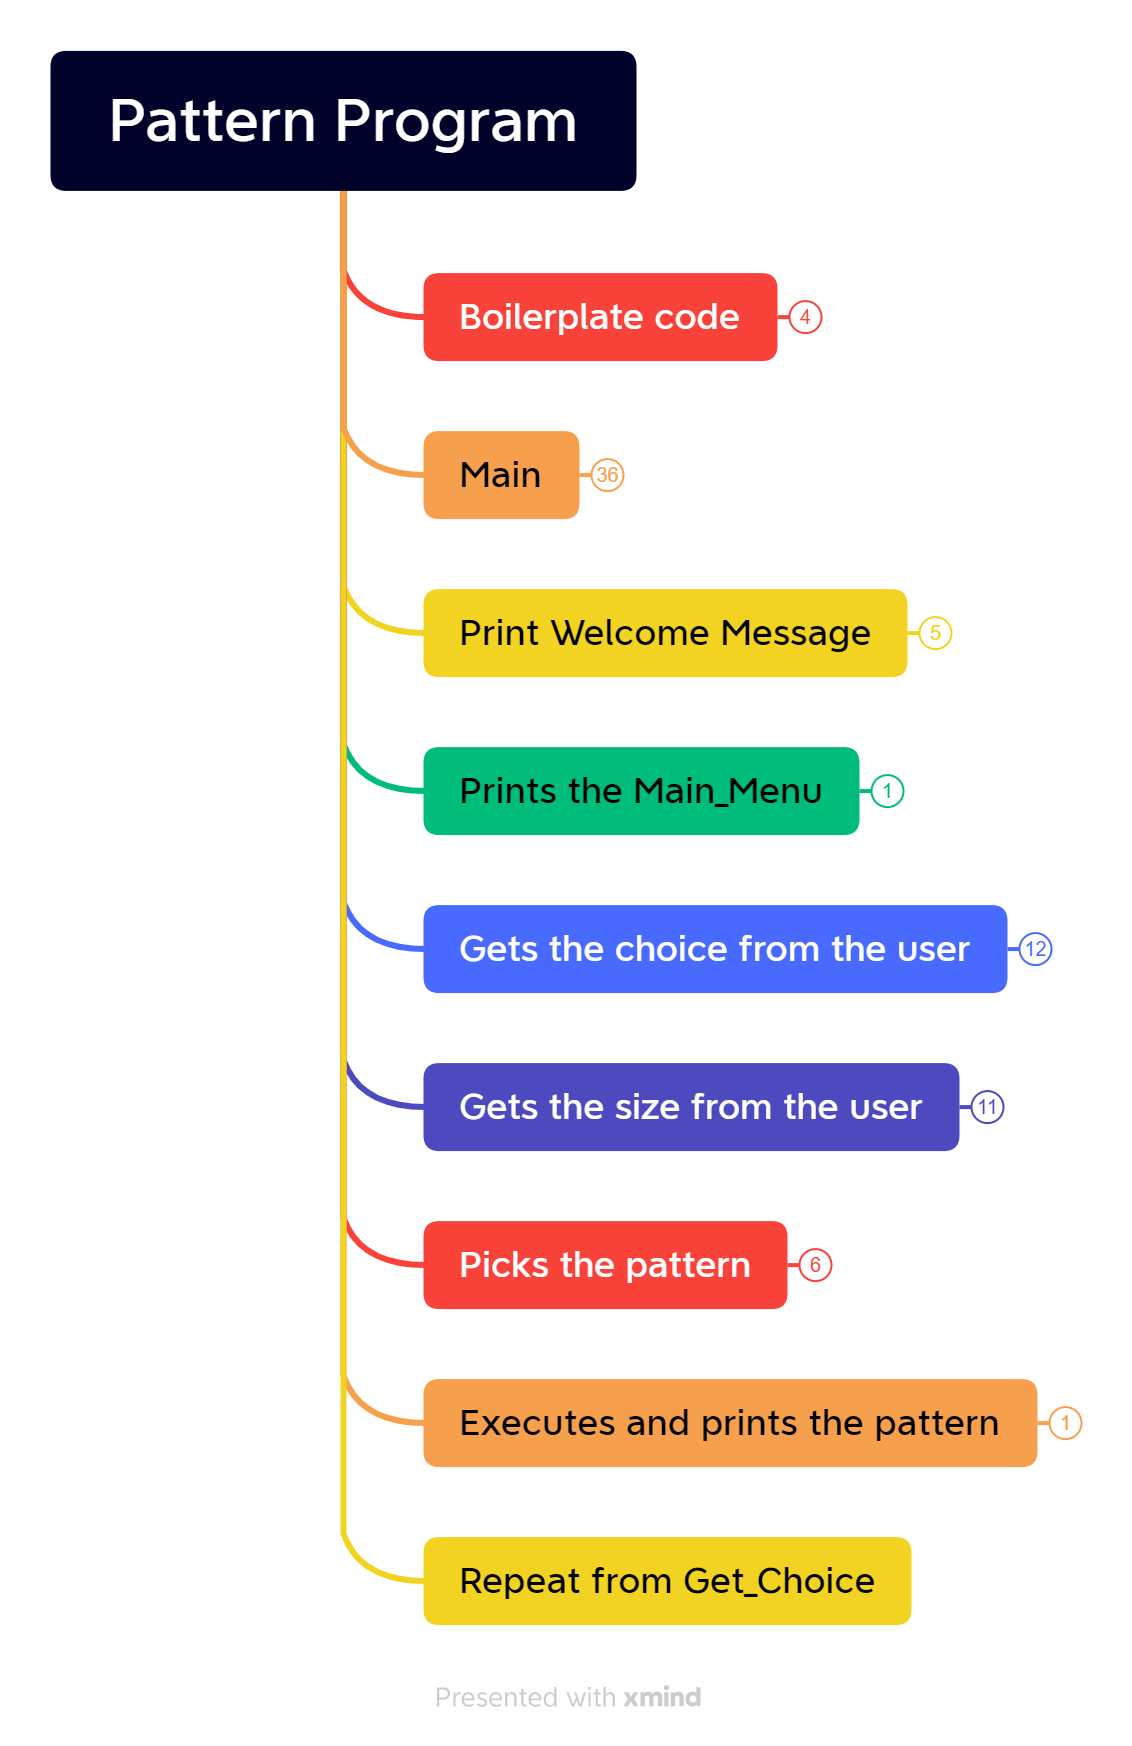 Pattern Program
Boilerplate code 4
Main 36
Print Welcome Message 5
Prints the Main_Menu 1
Gets the choice from the user 12
Gets the size from the user 11
Picks the pattern 6
Executes and prints the pattern 1
Repeat from Get_Choice
Presented with xmind